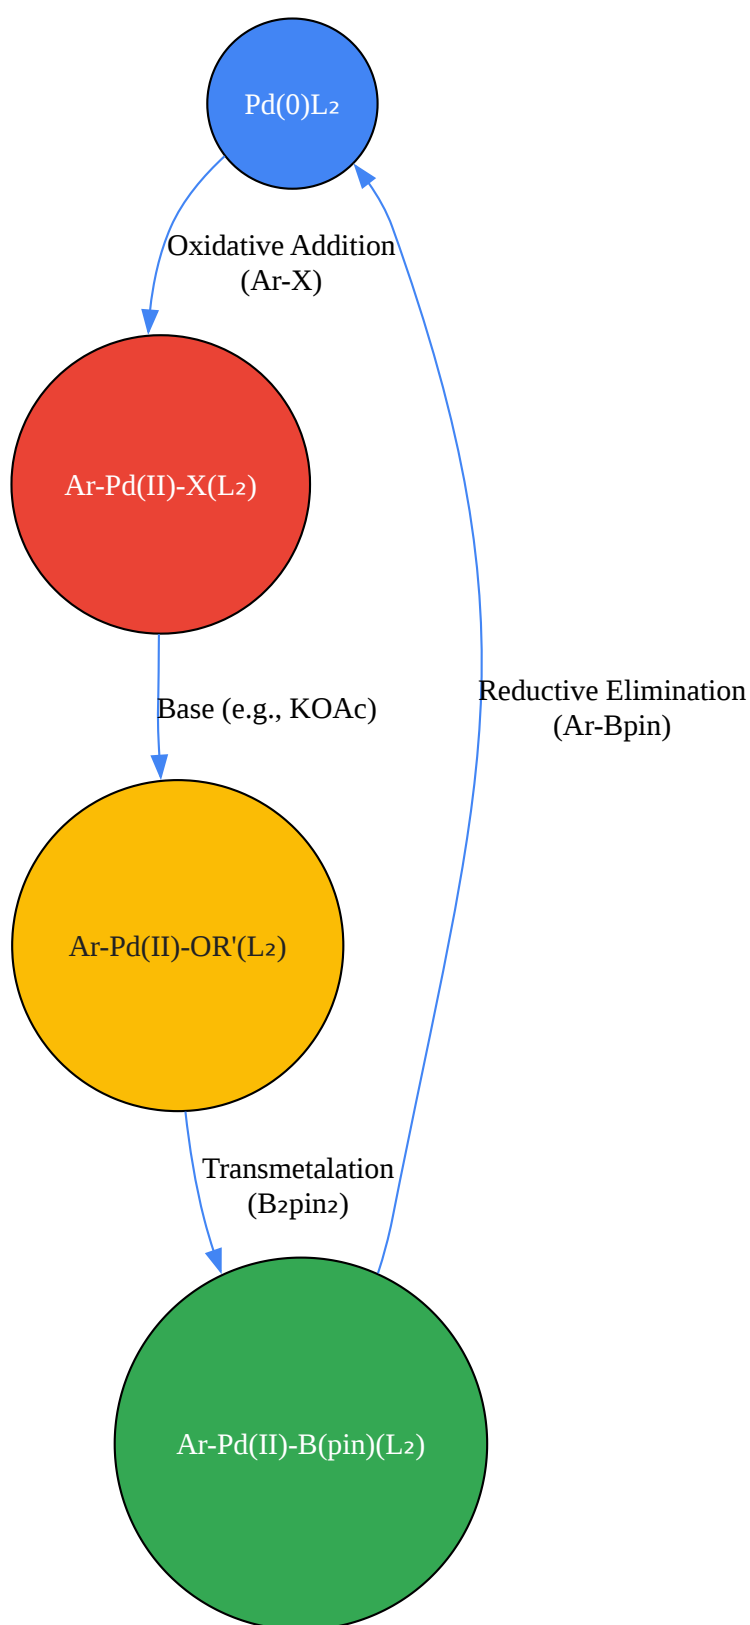 Pd(0)L₂
Oxidative Addition
(Ar-X)
Ar-Pd(II)-X(L₂)
Reductive Elimination
(Ar-Bpin)
Base (e.g., KOAc)
Ar-Pd(II)-OR'(L₂)
Transmetalation
(B₂pin₂)
Ar-Pd(II)-B(pin)(L₂)